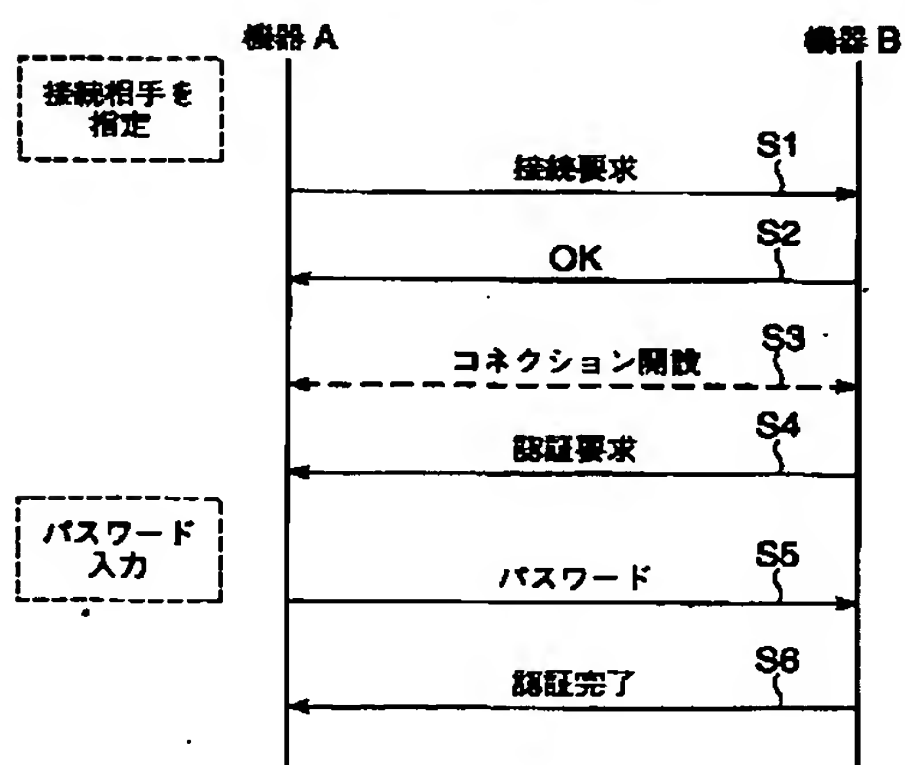 機器 A
機器 B
接続相手を
指定
S1
接続要求
S2
OK
S3
コネクション開設
S4
認証要求
パスワード
入力
S5
パスワード
S6
認証完了